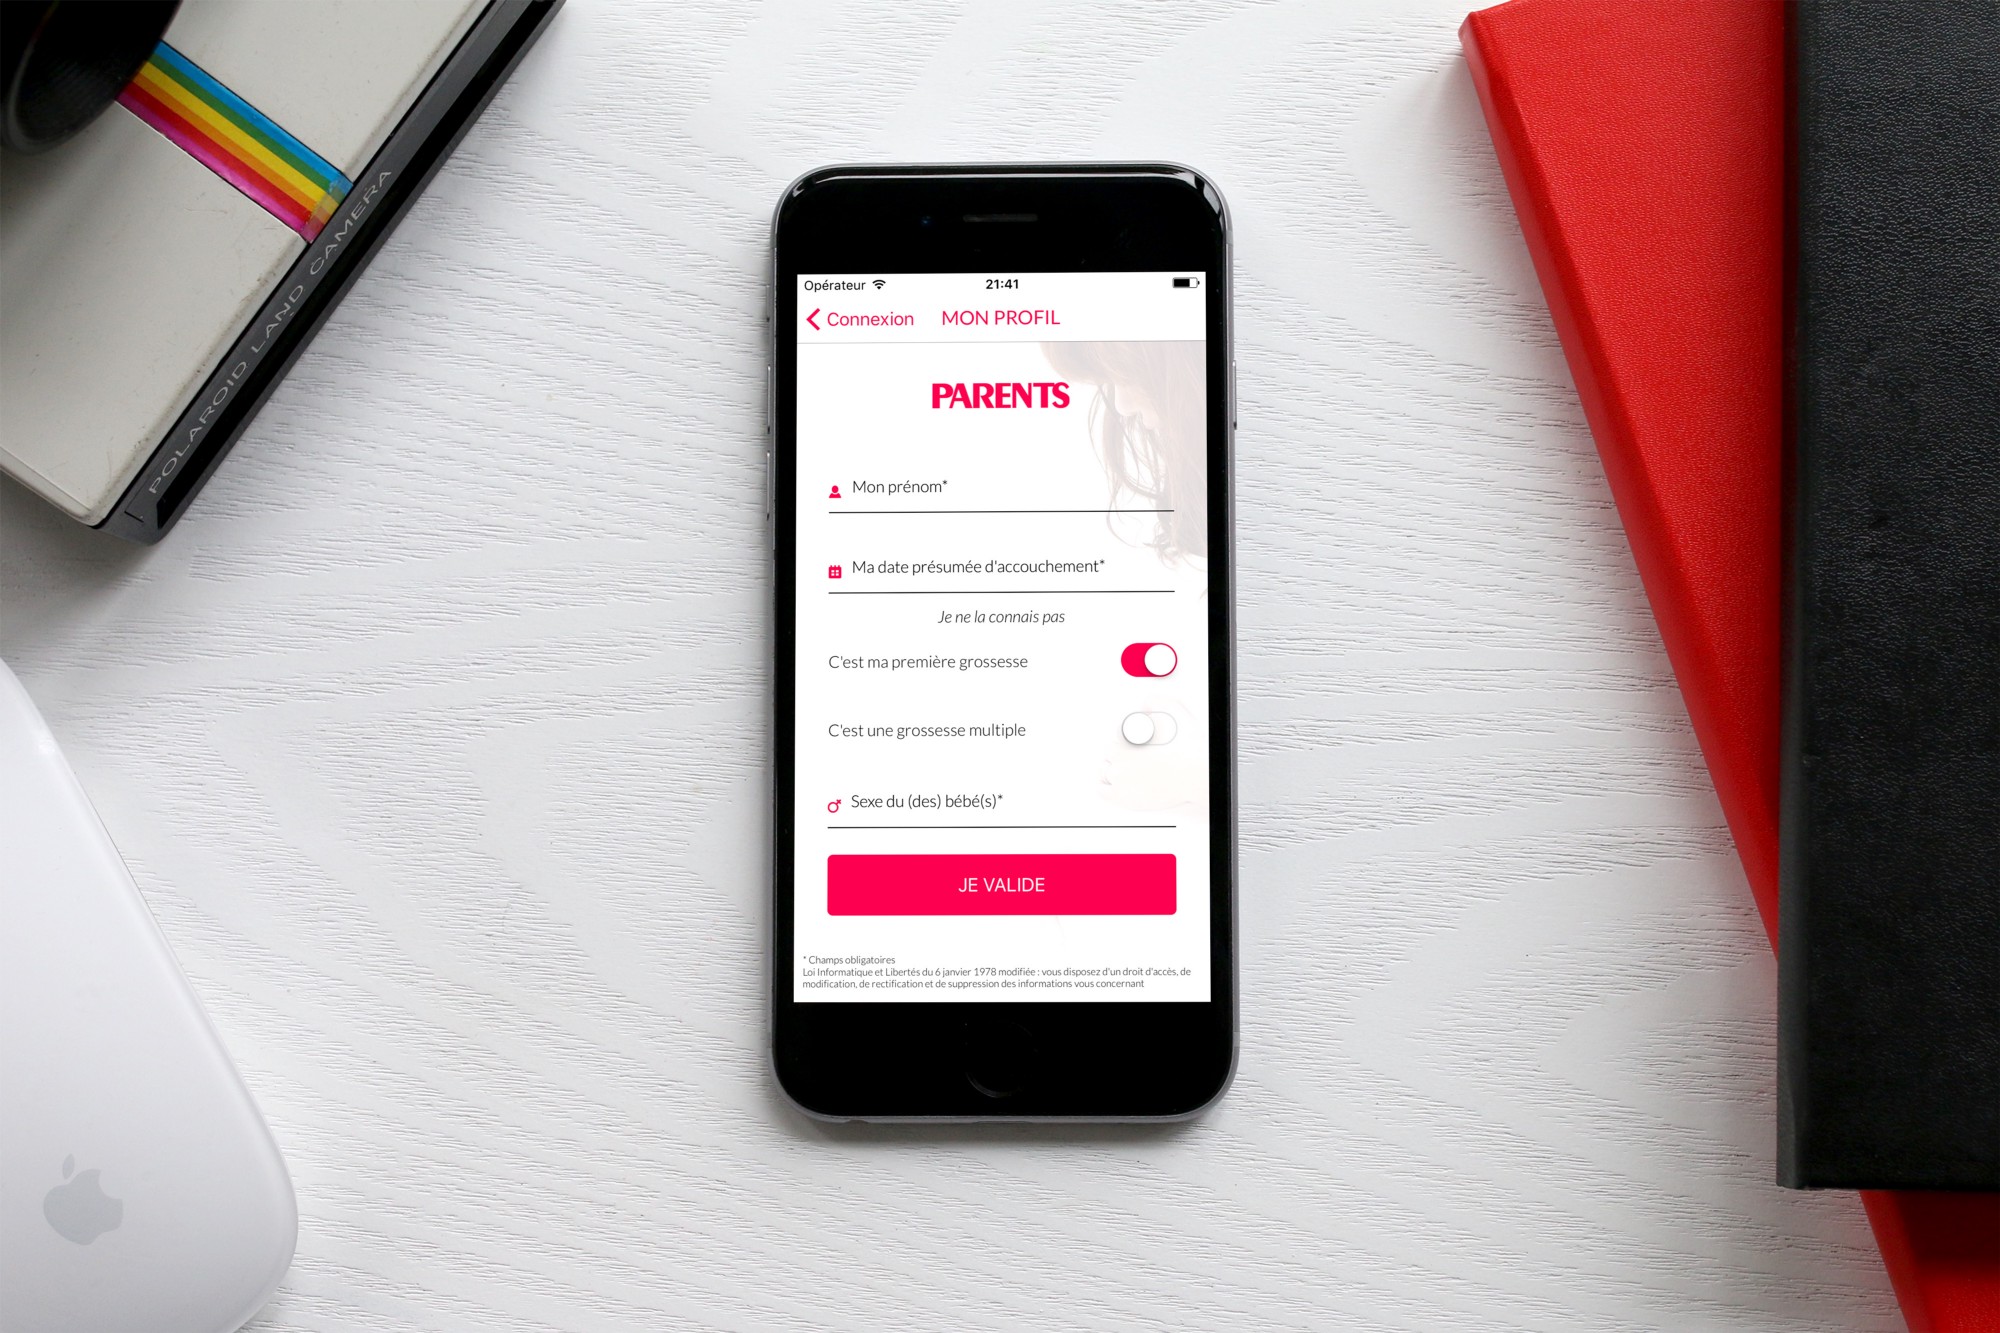 POLAROID LAND CAMERA
Opérateur 21:41
Connexion MON PROFIL
PARENTS
Mon prénom*
Ma date présumée d'accouchement*
Je ne la connais pas
C'est ma première grossesse
C'est une grossesse multiple
Sexe du (des) bébé(s)*
JE VALIDE
* Champs obligatoires
Loi Informatique et Libertés du 6 janvier 1978 modifiée : vous disposez d'un droit d'accès, de
modification, de rectification et de suppression des informations vous concernant